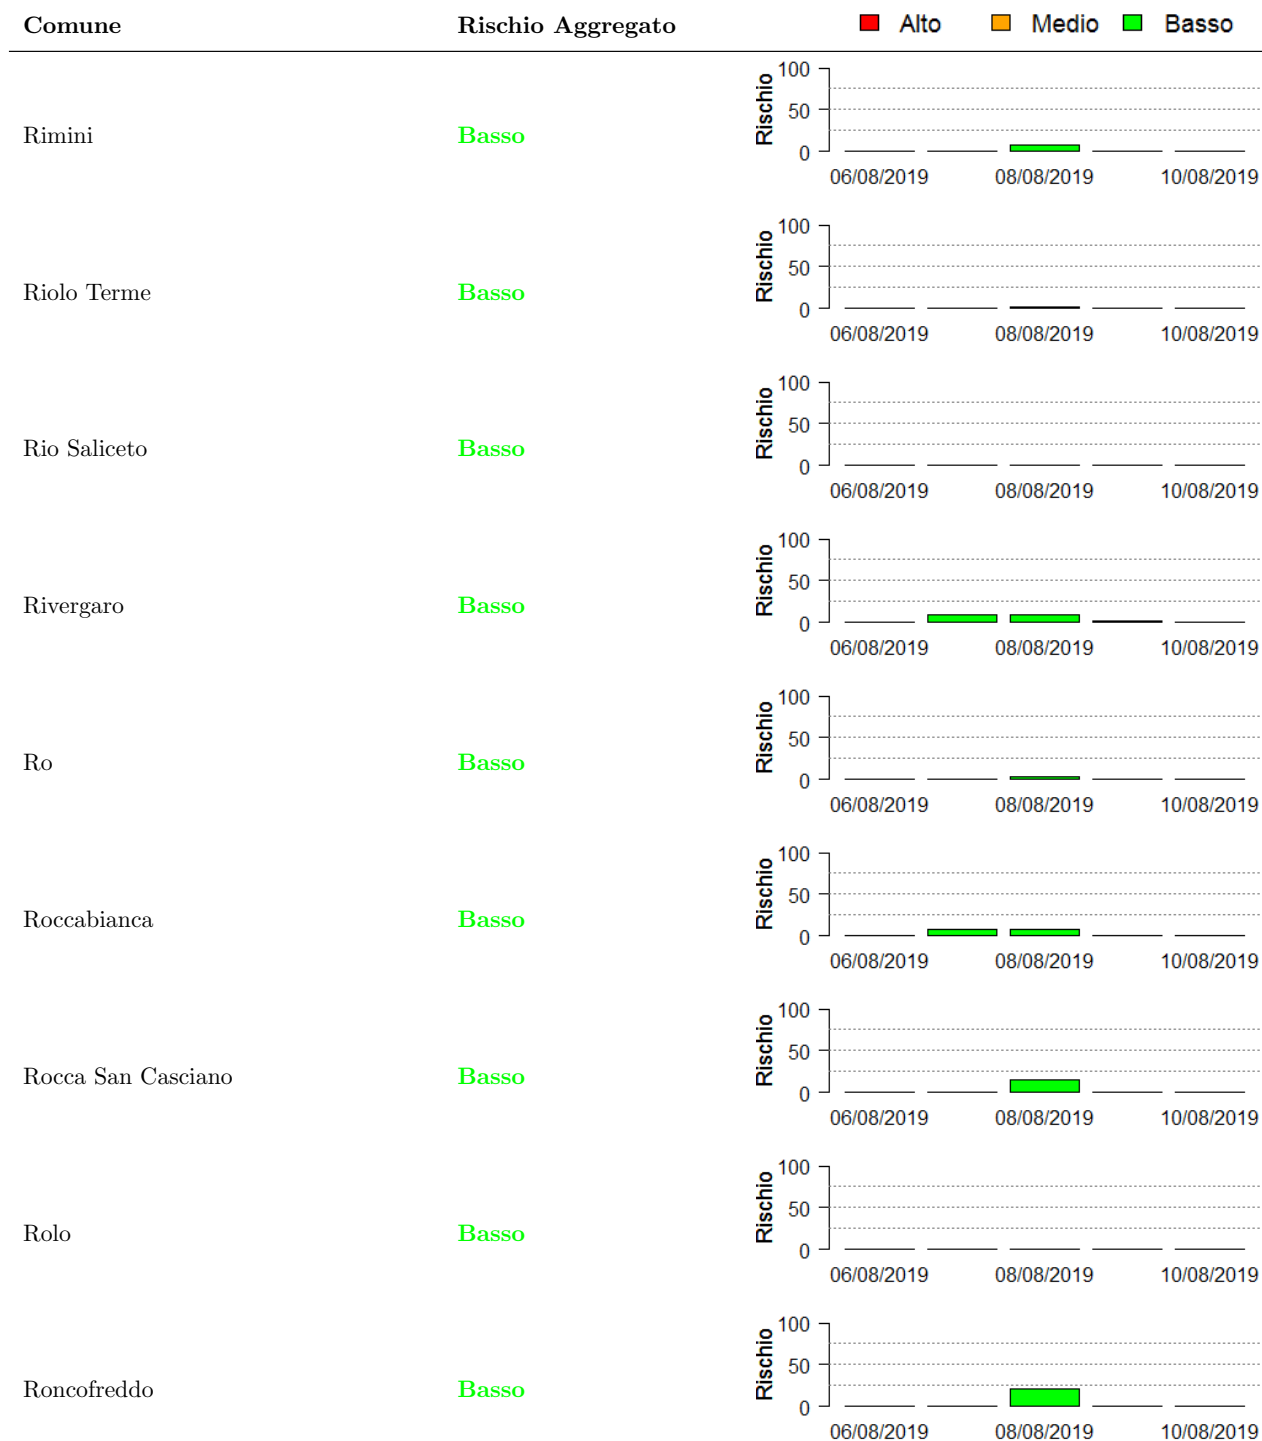 Comune Rischio Aggregato Alto Medio Basso
Rimini Basso Rischio 100 50 0
06/08/2019 08/08/2019 10/08/2019
Riolo Terme Basso Rischio 100 50 0
06/08/2019 08/08/2019 10/08/2019
Rio Saliceto Basso Rischio 100 50 0
06/08/2019 08/08/2019 10/08/2019
Rivergaro Basso Rischio 100 50 0
06/08/2019 08/08/2019 10/08/2019
Ro Basso Rischio 100 50 0
06/08/2019 08/08/2019 10/08/2019
Roccabianca Basso Rischio 100 50 0
06/08/2019 08/08/2019 10/08/2019
Rocca San Casciano Basso Rischio 100 50 0
06/08/2019 08/08/2019 10/08/2019
Rolo Basso Rischio 100 50 0
06/08/2019 08/08/2019 10/08/2019
Roncofreddo Basso Rischio 100 50 0
06/08/2019 08/08/2019 10/08/2019